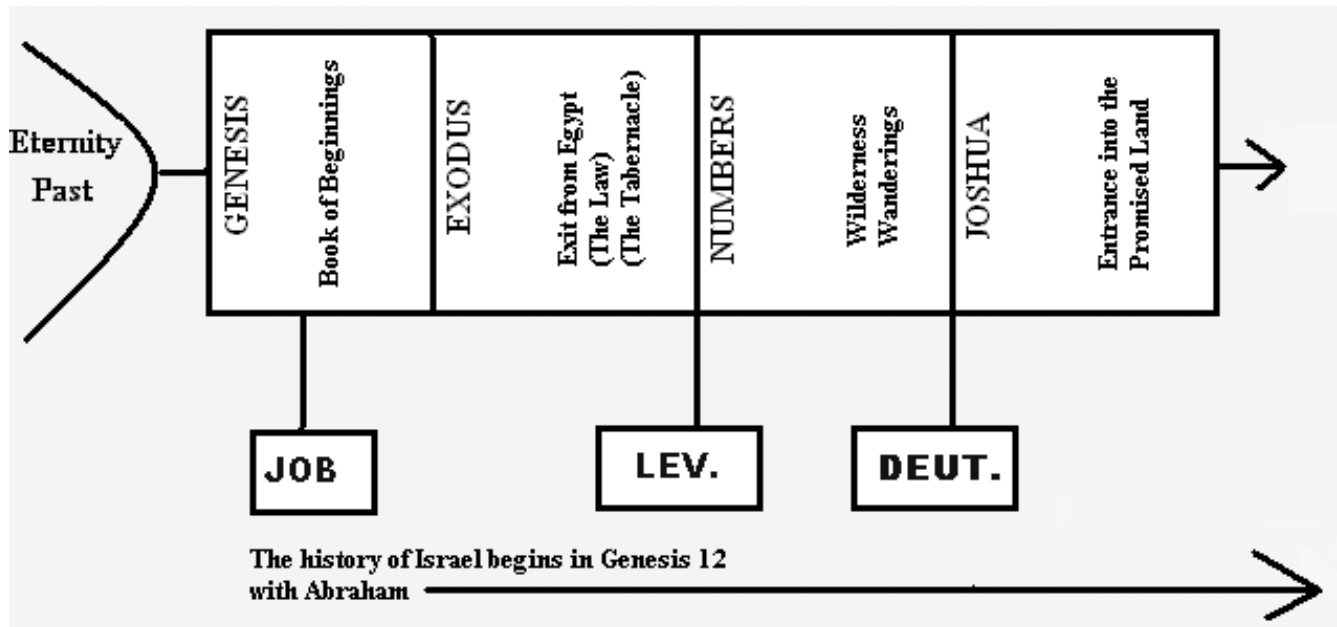 Eternity
Past
GENESIS
Book of Beginnings
EXODUS
Exit from Egypt
(The Law)
(The Tabernacle)
NUMBERS
Wilderness
Wanderings
JOSHUA
Entrance into the
Promised Land
JOB
LEV.
DEUT.
The history of Israel begins in Genesis 12
with Abraham